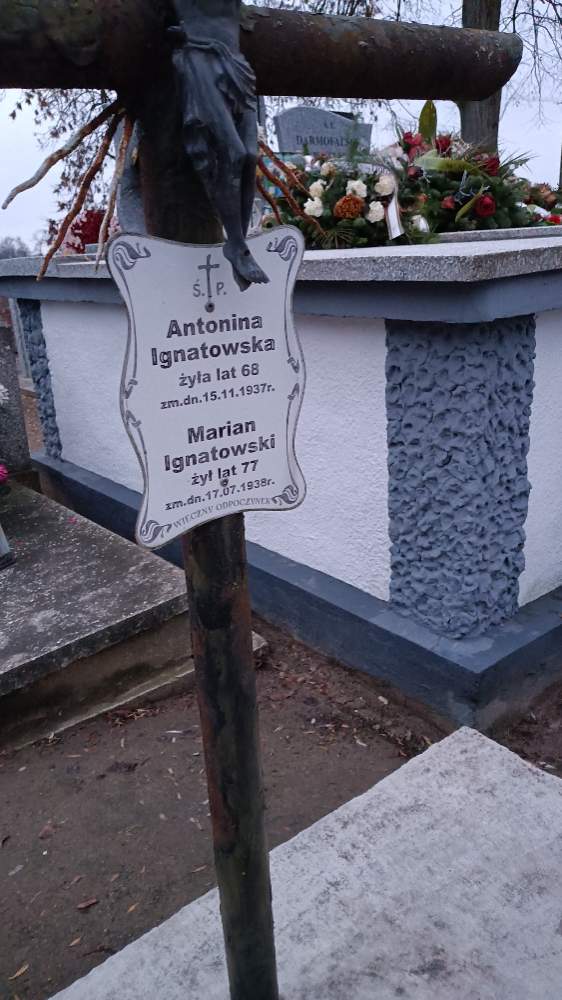 Ś. P.
Antonina
Ignatowska
żyła lat 68
zm.dn.15.11.1937r.
Marian
Ignatowski
żył lat 77
zm.dn.17.07.1938r.
WIECZNY ODPOCZYNEK